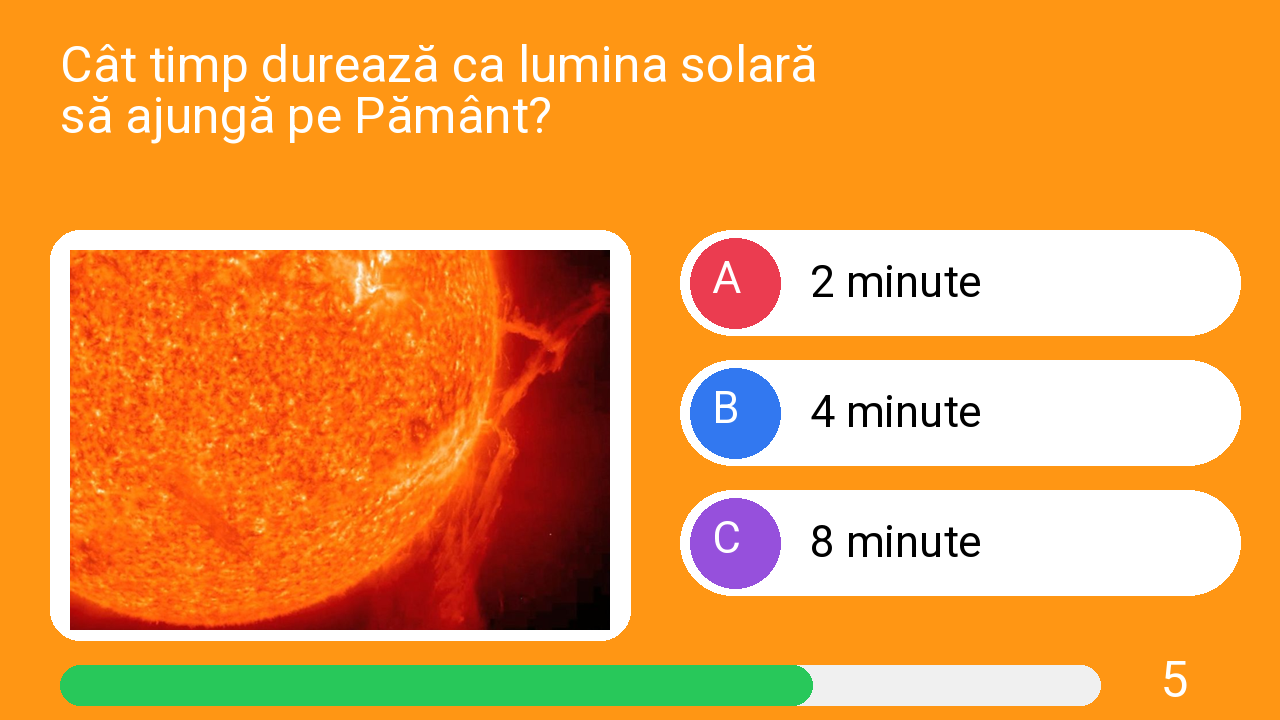 Cât timp durează ca lumina solară
să ajungă pe Pământ?
A 2 minute
B 4 minute
C 8 minute
5